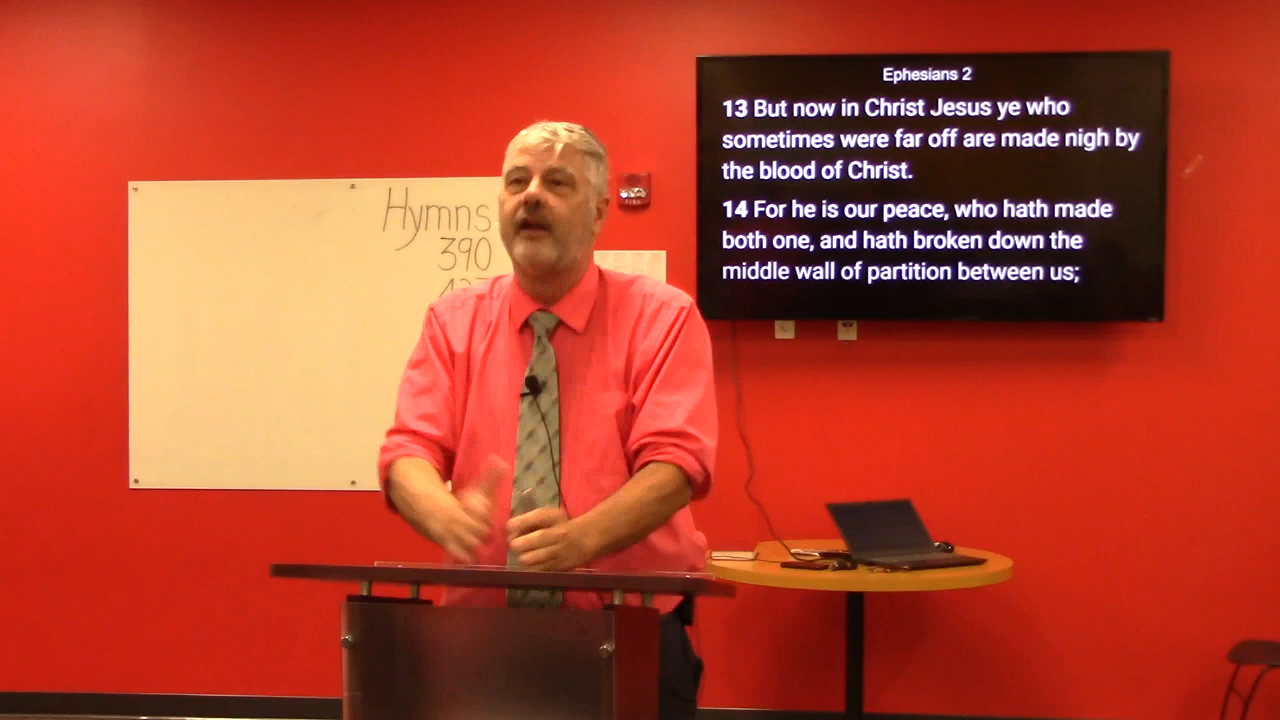 Hymns
390
Ephesians 2
13 But now in Christ Jesus ye who
sometimes were far off are made nigh by
the blood of Christ.
14 For he is our peace, who hath made
both one, and hath broken down the
middle wall of partition between us;
FIRE